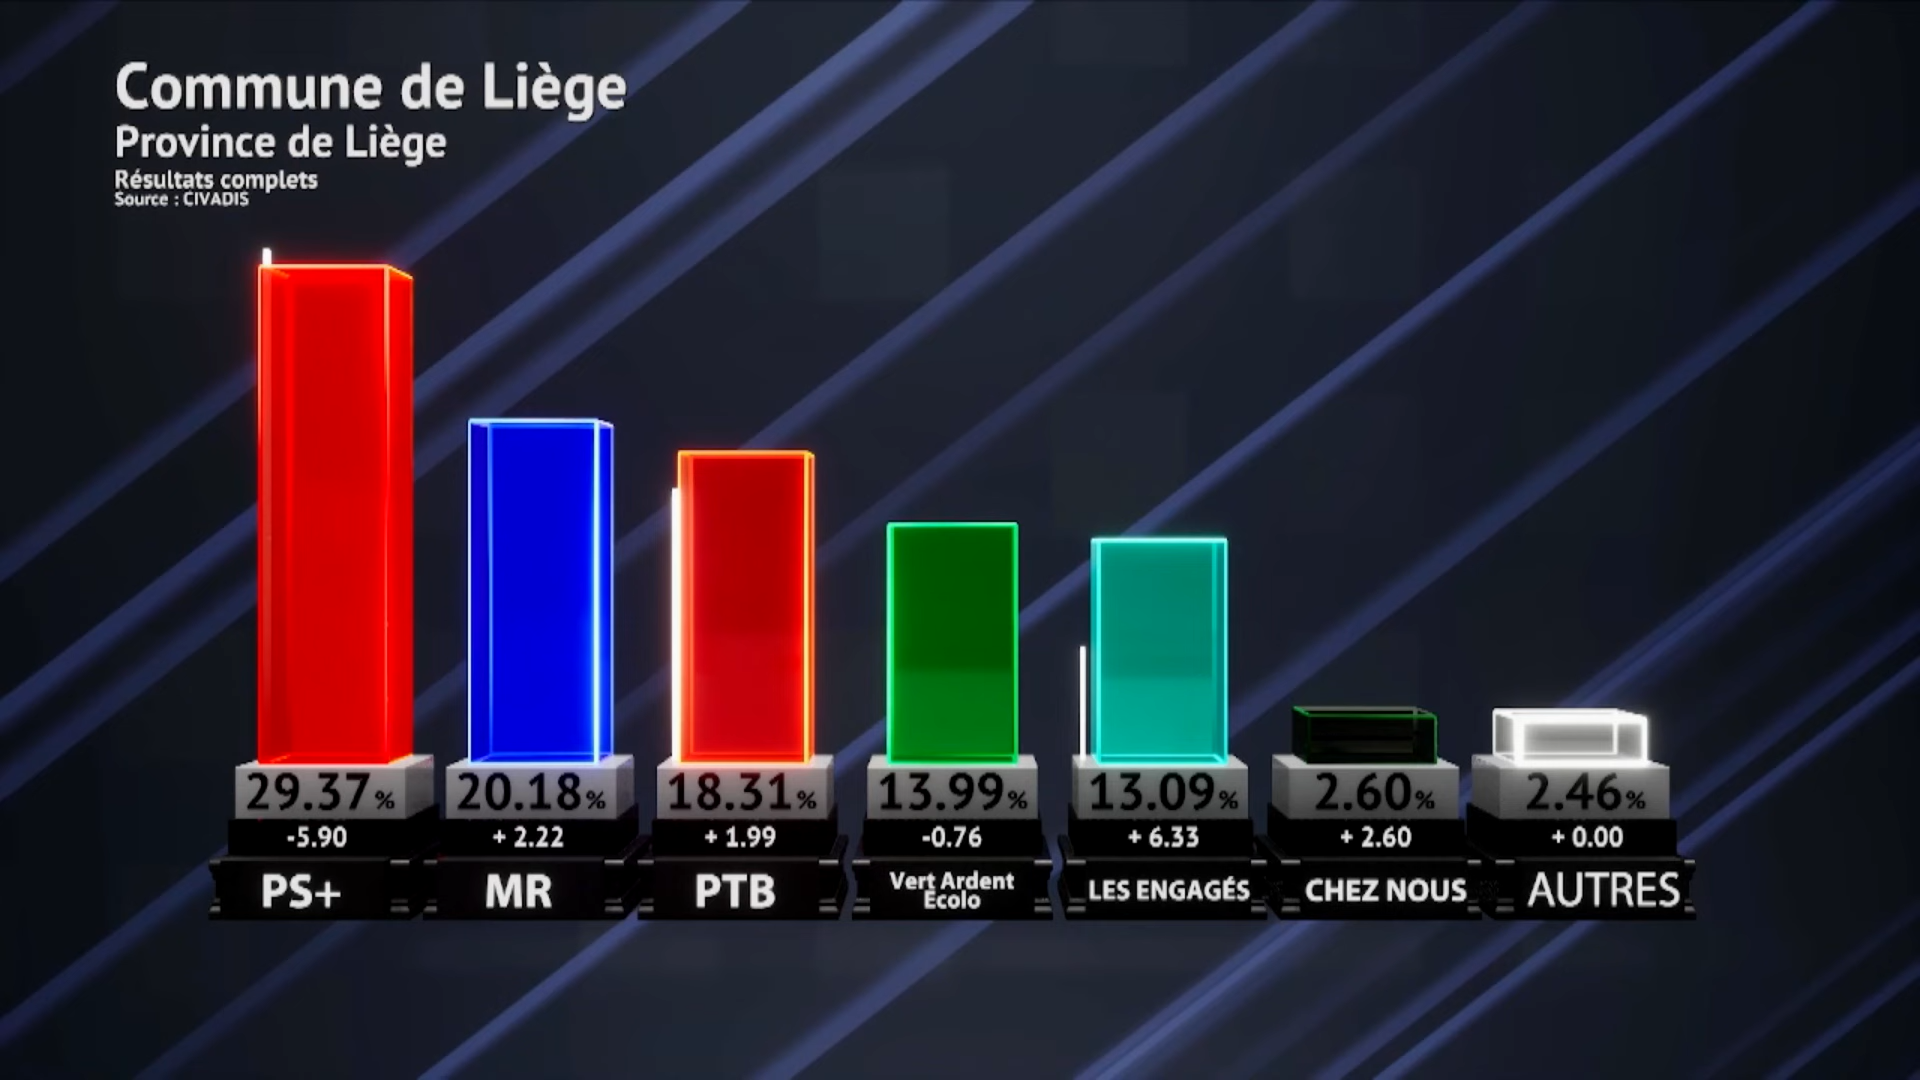 Commune de Liège
Province de Liège
Résultats complets
Source : CIVADIS
29.37% 20.18% 18.31% 13.99% 13.09% 2.60% 2.46%
-5.90 + 2.22 + 1.99 -0.76 + 6.33 + 2.60 + 0.00
PS+ MR PTB Vert Ardent Ecolo LES ENGAGÉS CHEZ NOUS AUTRES